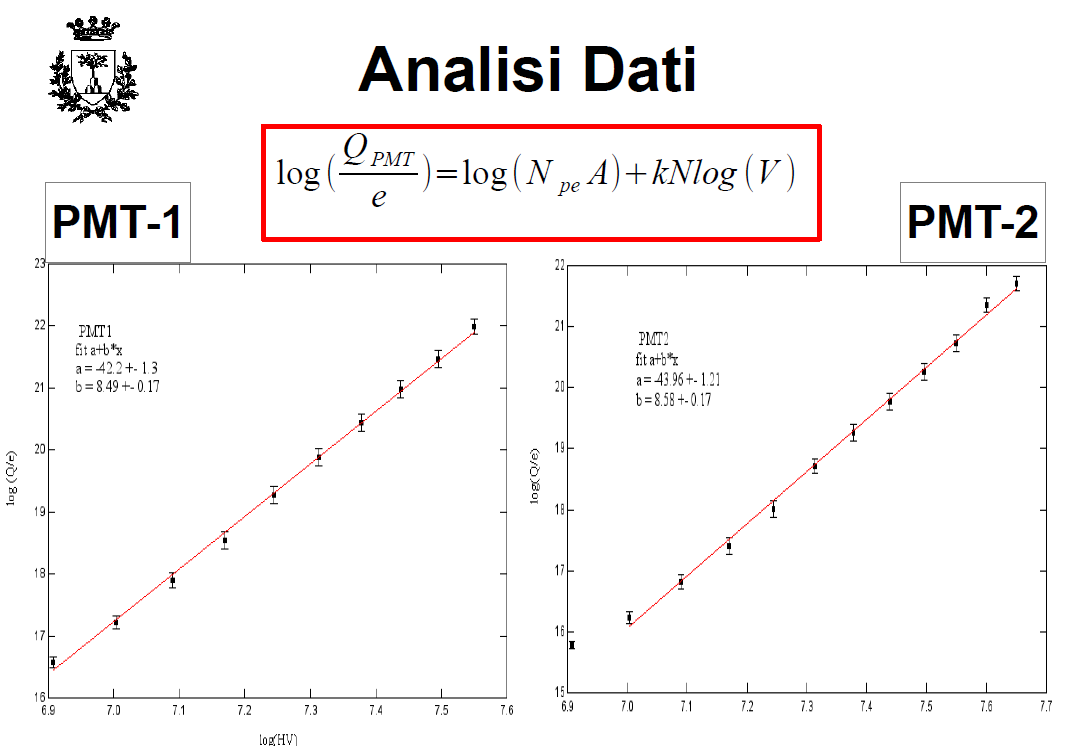 Analisi Dati
log(Q_PMT/e)=log(N_pe A)+kNlog(V)
PMT-1
PMT-2
23
22
21
20
19
18
17
16
6.9 7.0 7.1 7.2 7.3 7.4 7.5 7.6
log (Q/e)
log(HV)
PMT1
fit a+b*x
a = -42.2 +- 1.3
b = 8.49 +- 0.17
22
21
20
19
18
17
16
15
6.9 7.0 7.1 7.2 7.3 7.4 7.5 7.6 7.7
log(Q/e)
PMT2
fit a+b*x
a = -43.96 +- 1.21
b = 8.58 +- 0.17